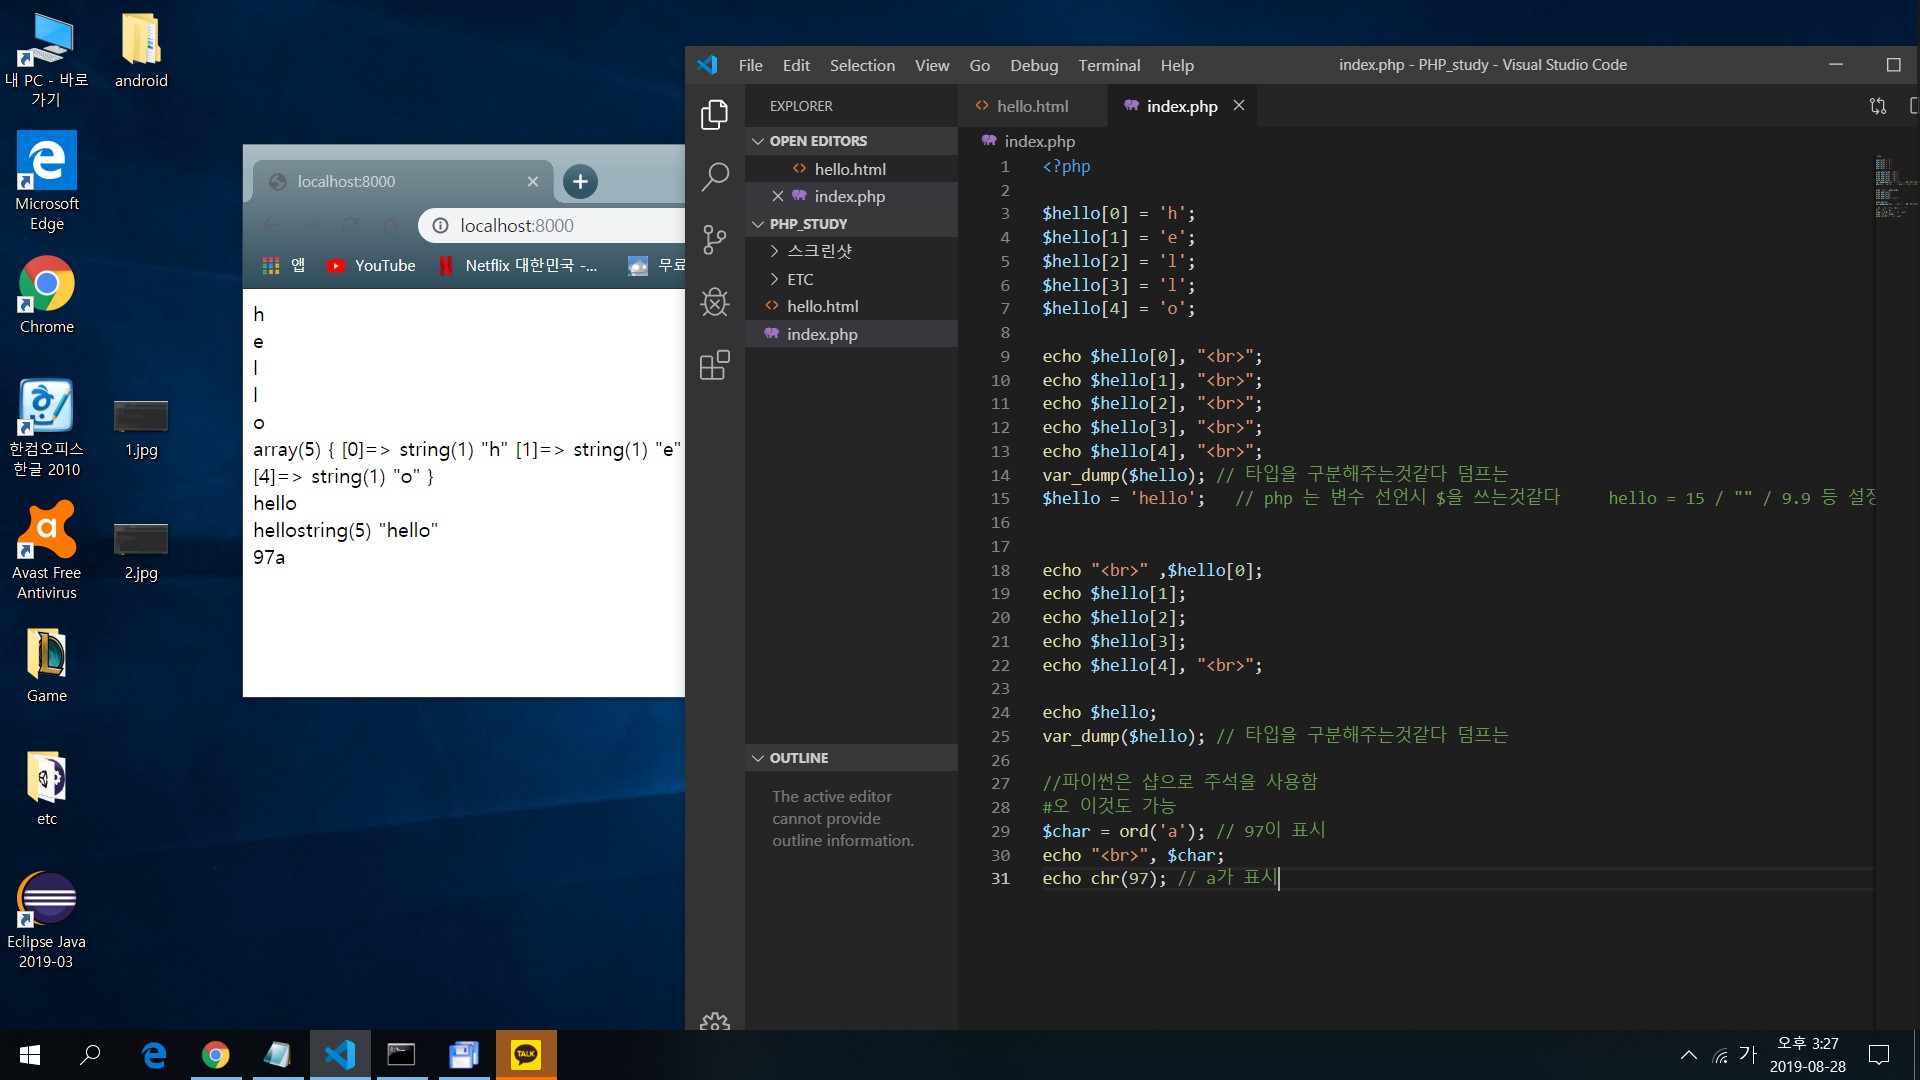 내 PC - 바로
가기
android
Microsoft
Edge
Chrome
한컴오피스
한글 2010
1.jpg
Avast Free
Antivirus
2.jpg
Game
etc
Eclipse Java
2019-03
localhost:8000
localhost:8000
앱
YouTube
Netflix 대한민국 -...
무료
h
e
l
l
o
array(5) { [0]=> string(1) "h" [1]=> string(1) "e"
[4]=> string(1) "o" }
hello
hellostring(5) "hello"
97a
File Edit Selection View Go Debug Terminal Help
index.php - PHP_study - Visual Studio Code
EXPLORER
OPEN EDITORS
hello.html
index.php
PHP_STUDY
스크린샷
ETC
hello.html
index.php
OUTLINE
The active editor
cannot provide
outline information.
hello.html
index.php
index.php
1 <?php
2
3 $hello[0] = 'h';
4 $hello[1] = 'e';
5 $hello[2] = 'l';
6 $hello[3] = 'l';
7 $hello[4] = 'o';
8
9 echo $hello[0], "<br>";
10 echo $hello[1], "<br>";
11 echo $hello[2], "<br>";
12 echo $hello[3], "<br>";
13 echo $hello[4], "<br>";
14 var_dump($hello); // 타입을 구분해주는것같다 덤프는
15 $hello = 'hello'; // php 는 변수 선언시 $을 쓰는것같다 hello = 15 / "" / 9.9 등 설정
16
17
18 echo "<br>" ,$hello[0];
19 echo $hello[1];
20 echo $hello[2];
21 echo $hello[3];
22 echo $hello[4], "<br>";
23
24 echo $hello;
25 var_dump($hello); // 타입을 구분해주는것같다 덤프는
26
27 //파이썬은 샵으로 주석을 사용함
28 #오 이것도 가능
29 $char = ord('a'); // 97이 표시
30 echo "<br>", $char;
31 echo chr(97); // a가 표시
TALK
가
오후 3:27
2019-08-28